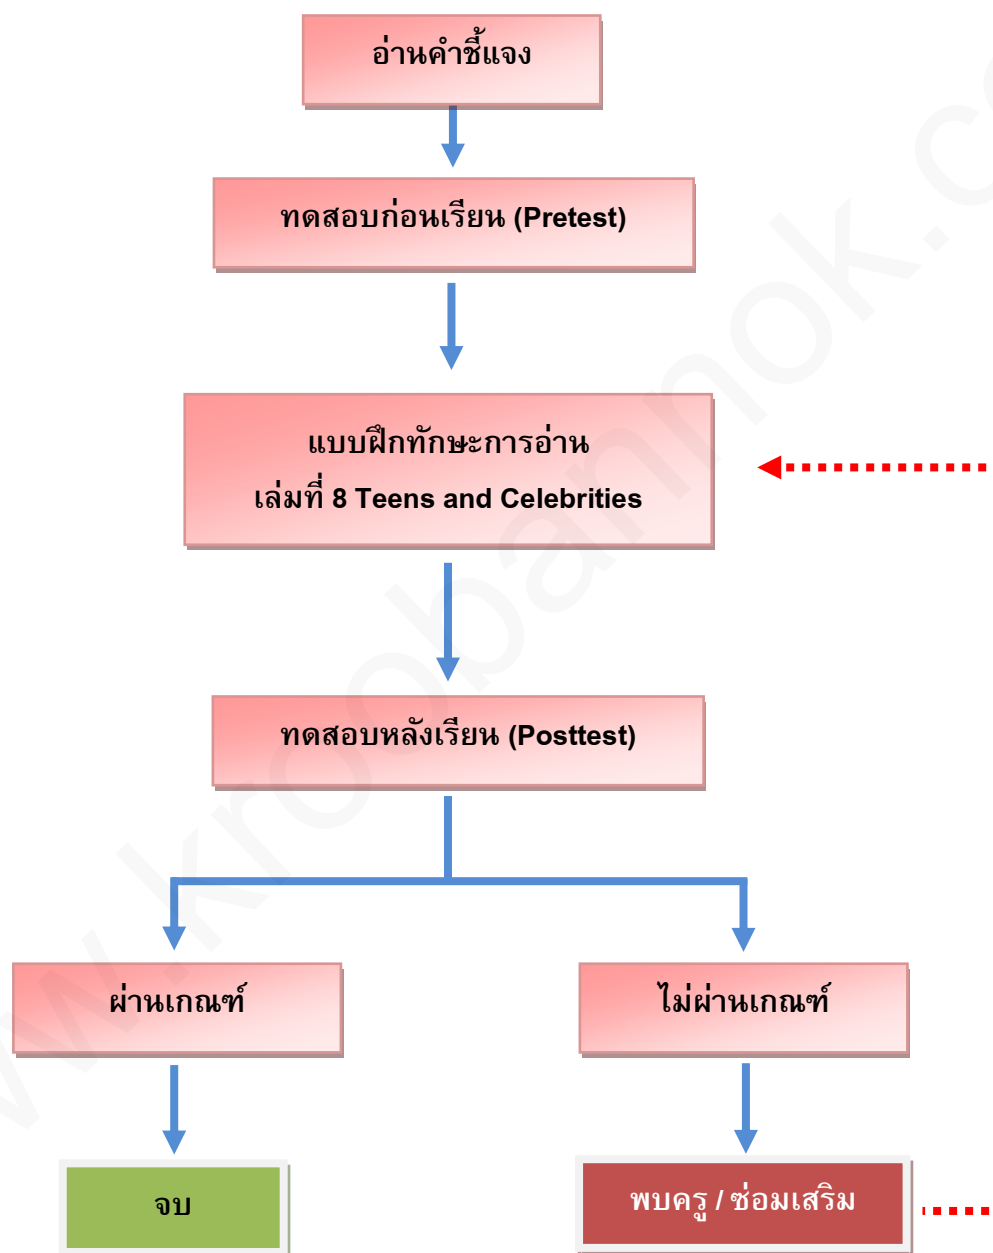 อ่านคำชี้แจง
ทดสอบก่อนเรียน (Pretest)
แบบฝึกทักษะการอ่าน
เล่มที่ 8 Teens and Celebrities
ทดสอบหลังเรียน (Posttest)
ผ่านเกณฑ์
ไม่ผ่านเกณฑ์
จบ
พบครู / ซ่อมเสริม
www.kroobannok.co